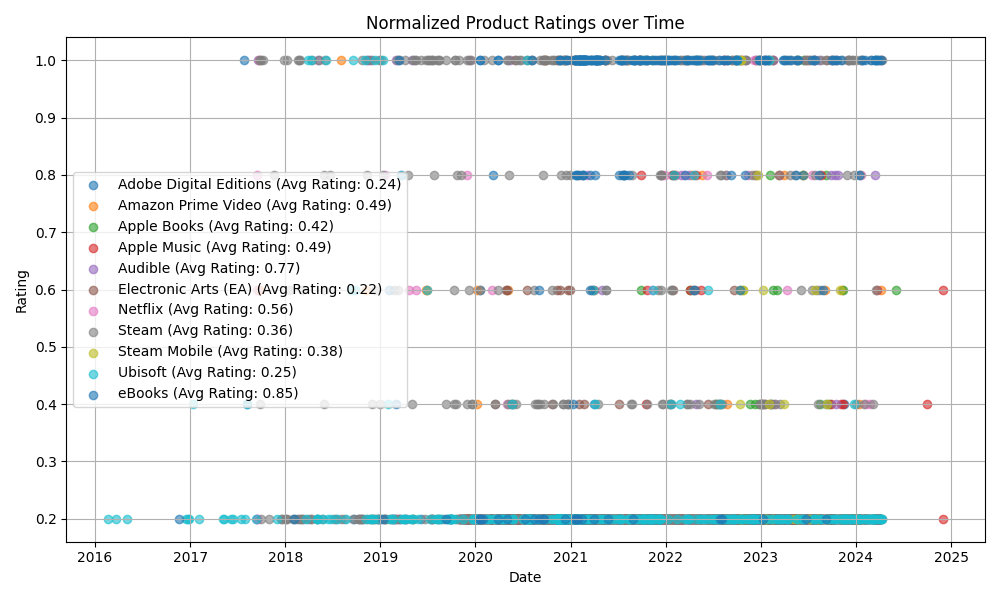 Normalized Product Ratings over Time
Rating
1.0
0.9
0.8
0.7
0.6
0.5
0.4
0.3
0.2
Adobe Digital Editions (Avg Rating: 0.24)
Amazon Prime Video (Avg Rating: 0.49)
Apple Books (Avg Rating: 0.42)
Apple Music (Avg Rating: 0.49)
Audible (Avg Rating: 0.77)
Electronic Arts (EA) (Avg Rating: 0.22)
Netflix (Avg Rating: 0.56)
Steam (Avg Rating: 0.36)
Steam Mobile (Avg Rating: 0.38)
Ubisoft (Avg Rating: 0.25)
eBooks (Avg Rating: 0.85)
2016 2017 2018 2019 2020 2021 2022 2023 2024 2025
Date